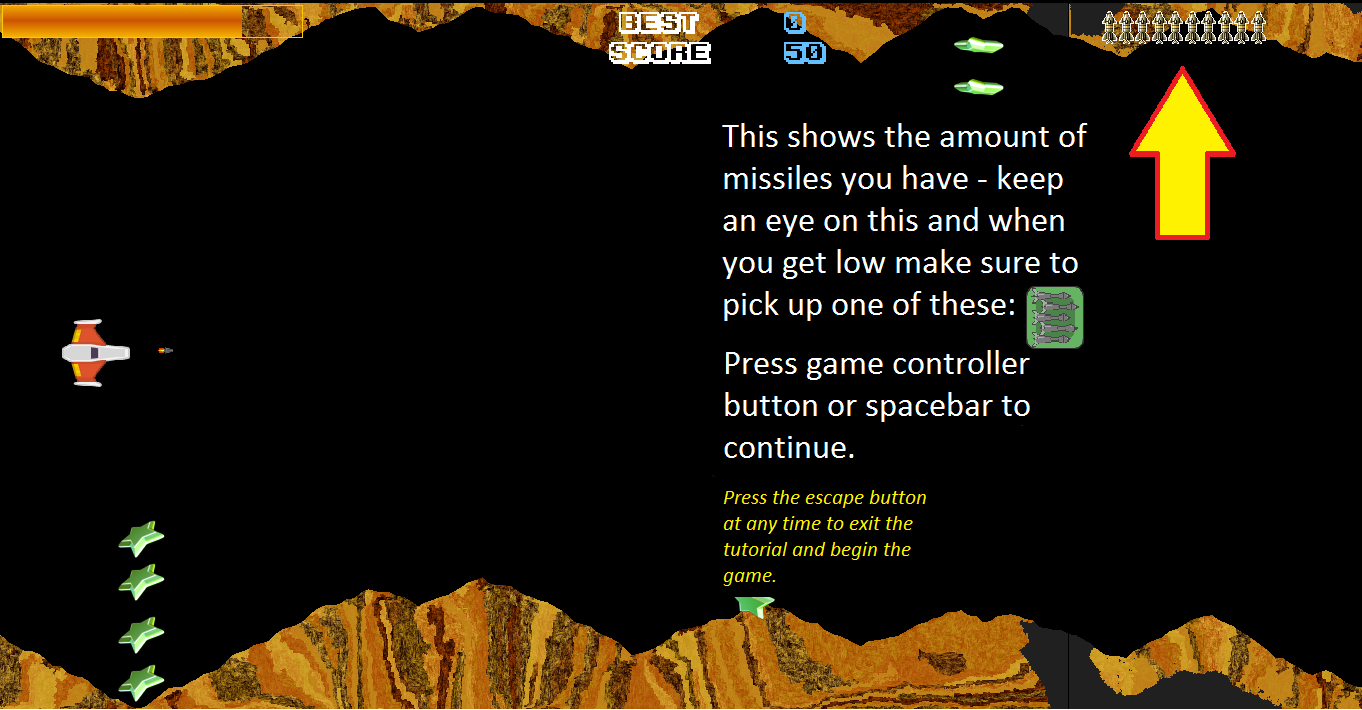 BEST 0
SCORE 50
This shows the amount of
missiles you have - keep
an eye on this and when
you get low make sure to
pick up one of these:
Press game controller
button or spacebar to
continue.
Press the escape button
at any time to exit the
tutorial and begin the
game.